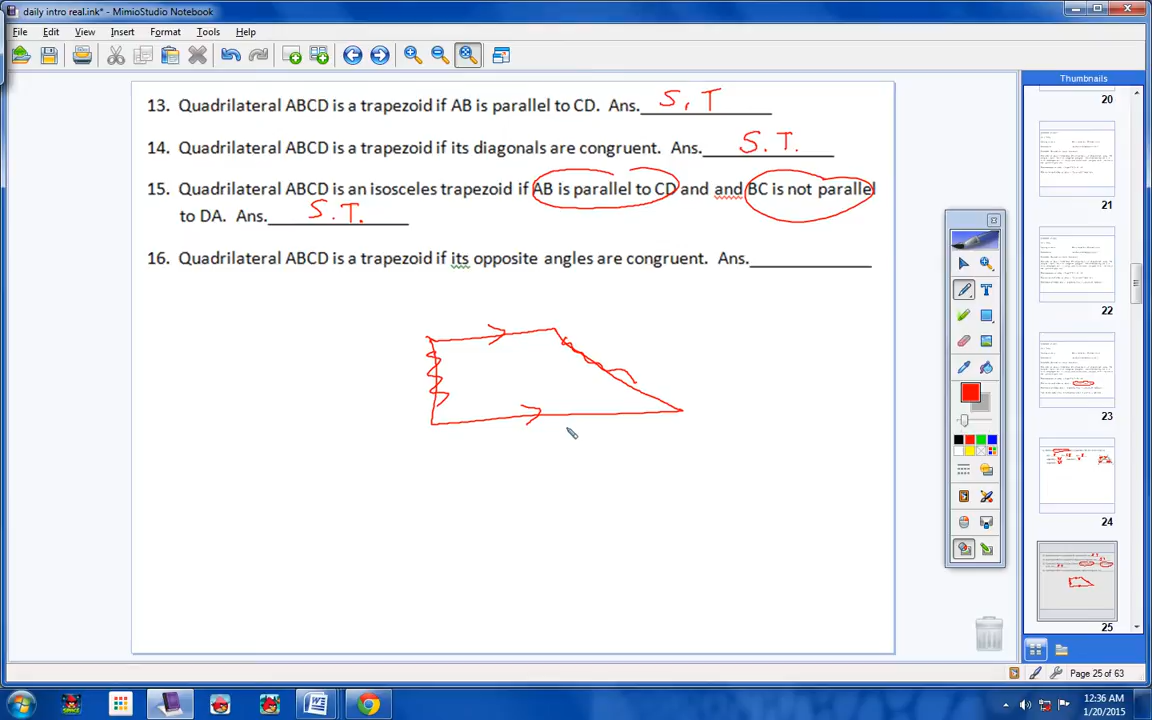 daily intro real.ink* - MimioStudio Notebook
File Edit View Insert Format Tools Help
13. Quadrilateral ABCD is a trapezoid if AB is parallel to CD. Ans. S, T
14. Quadrilateral ABCD is a trapezoid if its diagonals are congruent. Ans. S.T.
15. Quadrilateral ABCD is an isosceles trapezoid if AB is parallel to CD and and BC is not parallel
to DA. Ans. S.T.
16. Quadrilateral ABCD is a trapezoid if its opposite angles are congruent. Ans.
Thumbnails
20
21
22
23
24
25
Page 25 of 63
12:36 AM
1/20/2015